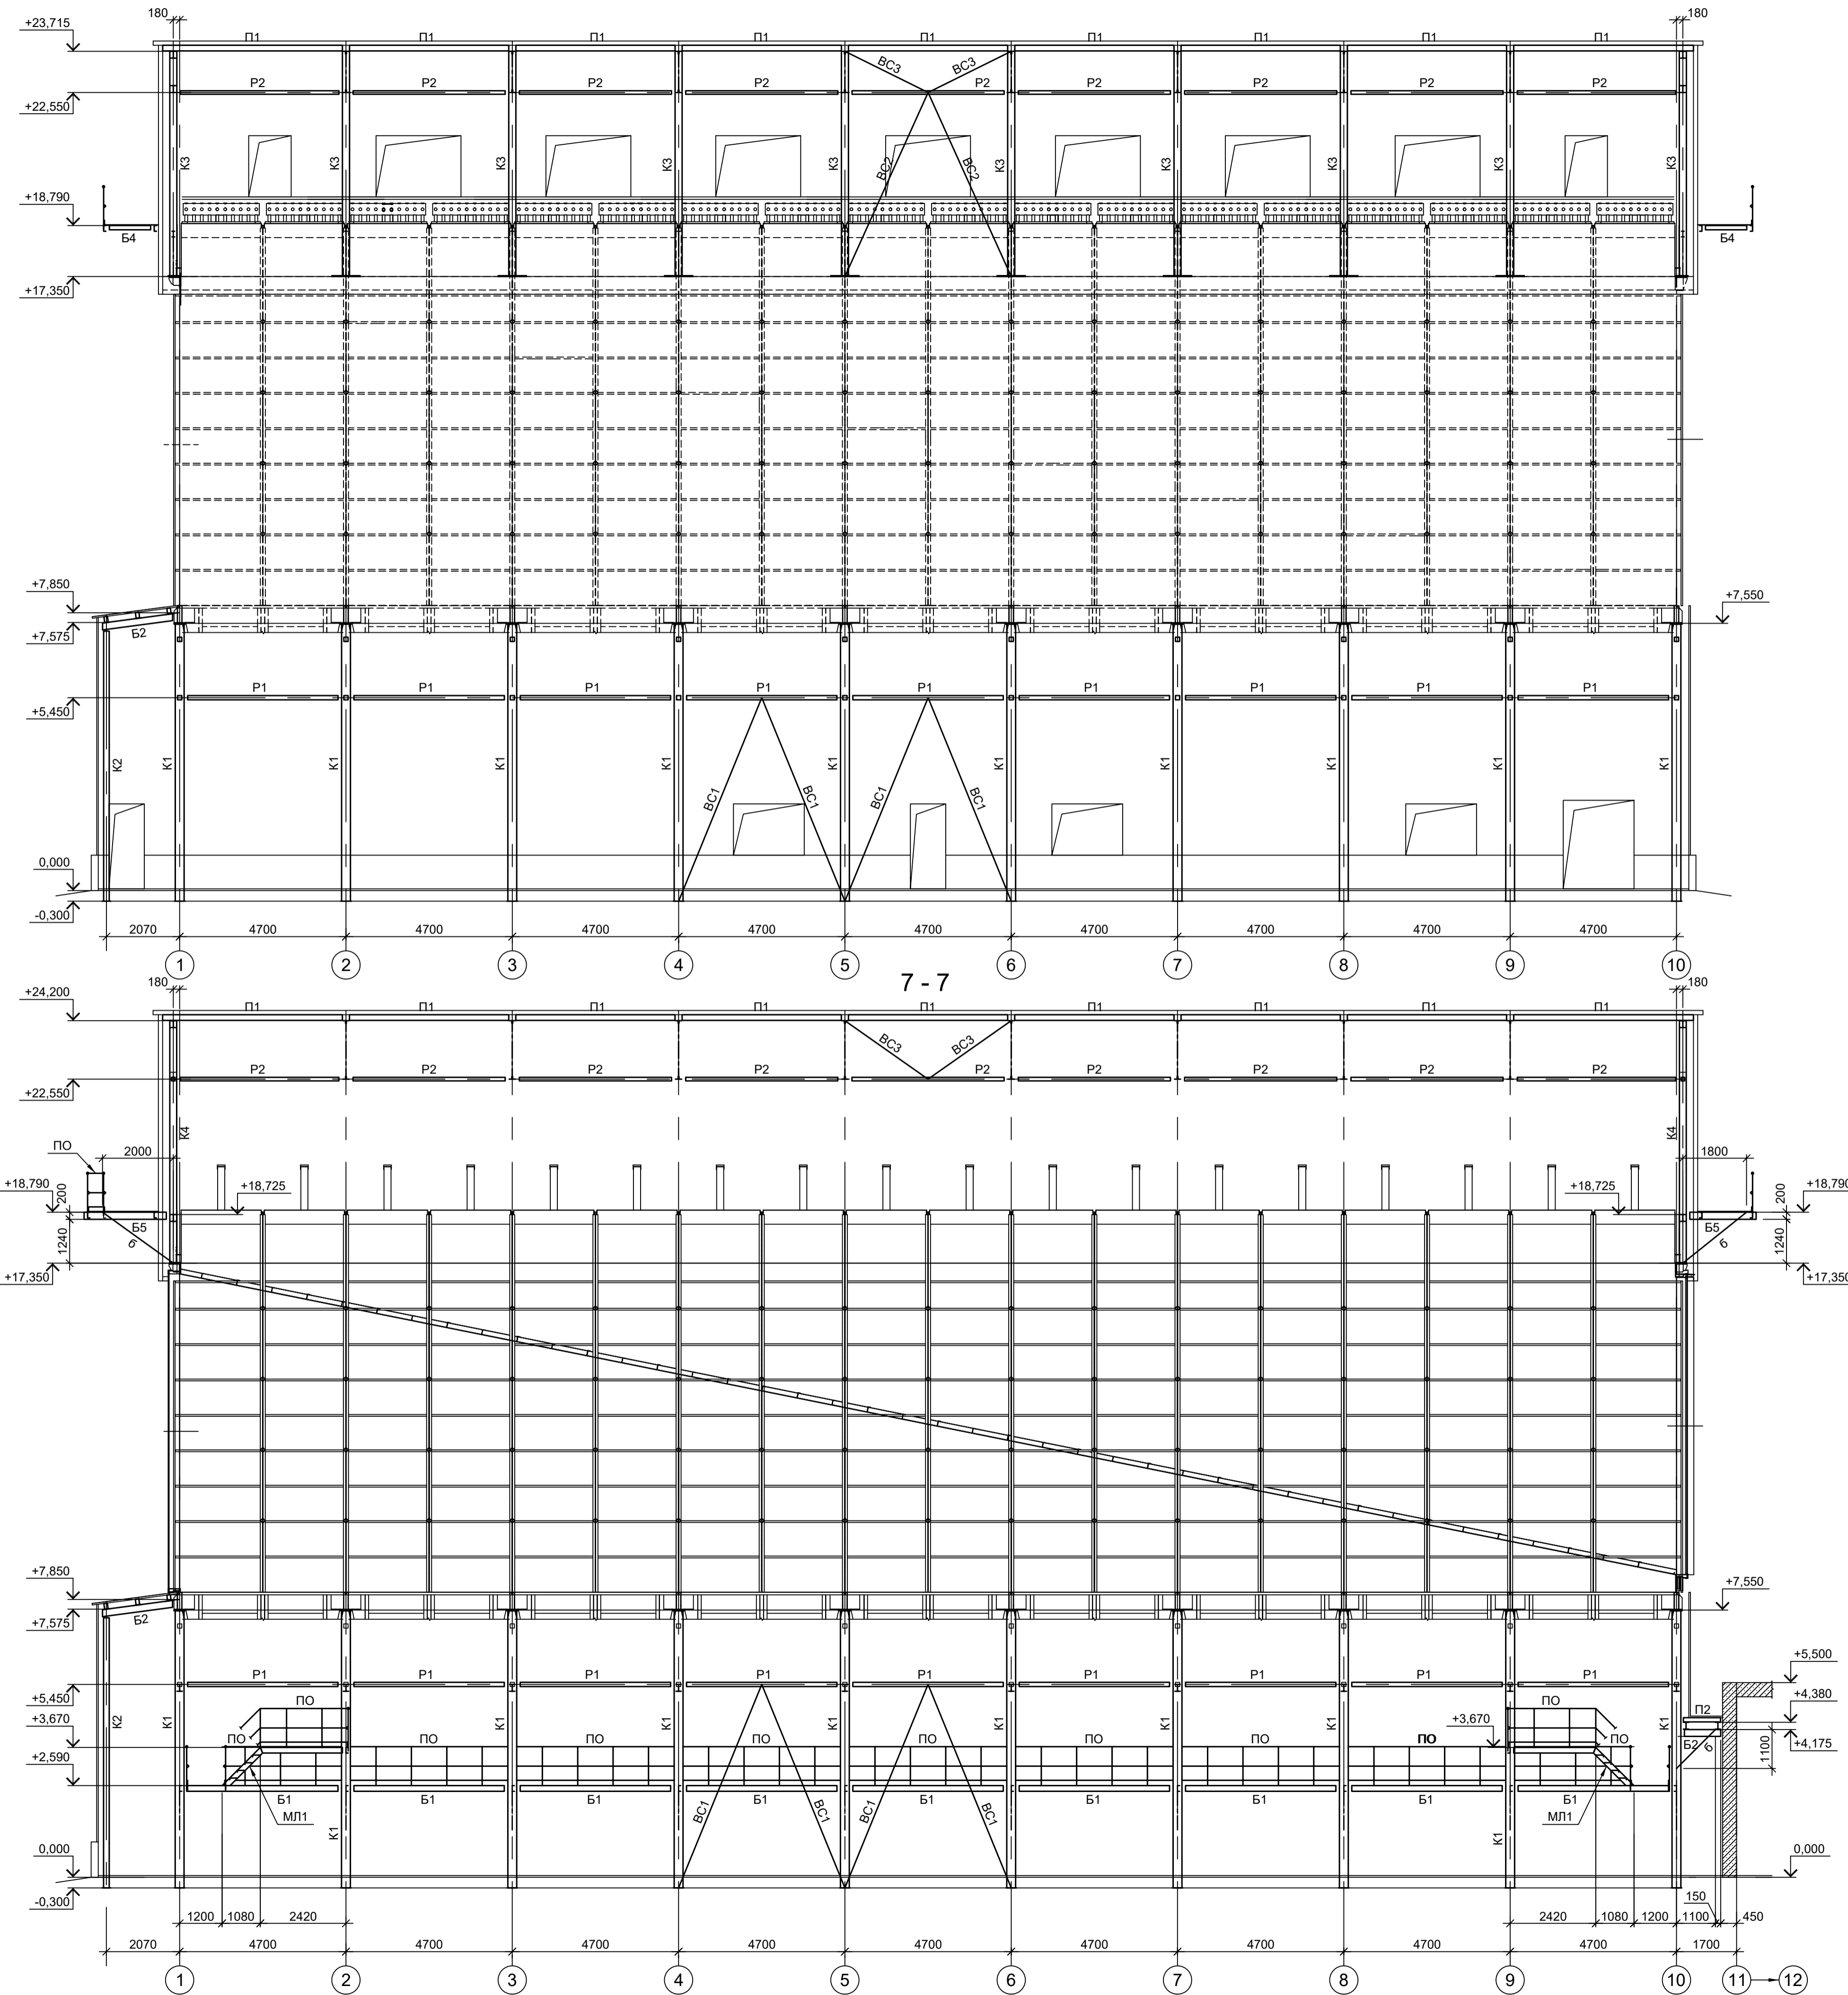 180 180
+23,715
П1 П1 П1 П1 П1 П1 П1 П1 П1
ВС3 ВС3
Р2 Р2 Р2 Р2 Р2 Р2 Р2 Р2 Р2
+22,550
К3 К3 К3 К3 К3 ВС2 ВС2 К3 К3 К3 К3 К3
+18,790
Б4 Б4
+17,350
+7,850
+7,550
Б2
+7,575
Р1 Р1 Р1 Р1 Р1 Р1 Р1 Р1 Р1
+5,450
К2 К1 К1 К1 К1 К1 К1 К1 К1 К1 К1
ВС1 ВС1 ВС1 ВС1
0,000
-0,300
2070 4700 4700 4700 4700 4700 4700 4700 4700 4700
1 2 3 4 5 6 7 8 9 10
7 - 7
180 180
+24,200
П1 П1 П1 П1 П1 П1 П1 П1 П1
ВС3 ВС3
Р2 Р2 Р2 Р2 Р2 Р2 Р2 Р2 Р2
+22,550
К4 К4
ПО 2000 1800
+18,790 200 +18,725 +18,725 200 +18,790
Б5 Б5
1240 б б 1240
+17,350 +17,350
+7,850
+7,550
Б2
+7,575
Р1 Р1 Р1 Р1 Р1 Р1 Р1 Р1 Р1
+5,500
+5,450
ПО ПО П2 +4,380
К2 К1 К1 К1 К1 К1 К1 К1 К1 К1
+3,670 +3,670
ПО ПО ПО ПО ПО ПО ПО ПО ПО
Б2 б 1100 +4,175
+2,590
Б1 Б1 Б1 Б1 Б1 Б1 Б1 Б1 Б1
МЛ1 МЛ1
ВС1 ВС1 ВС1 ВС1
К1 К1
0,000 0,000
-0,300
150
1200 1080 2420 2420 1080 1200 1100 450
2070 4700 4700 4700 4700 4700 4700 4700 4700 4700 1700
1 2 3 4 5 6 7 8 9 10 11 12